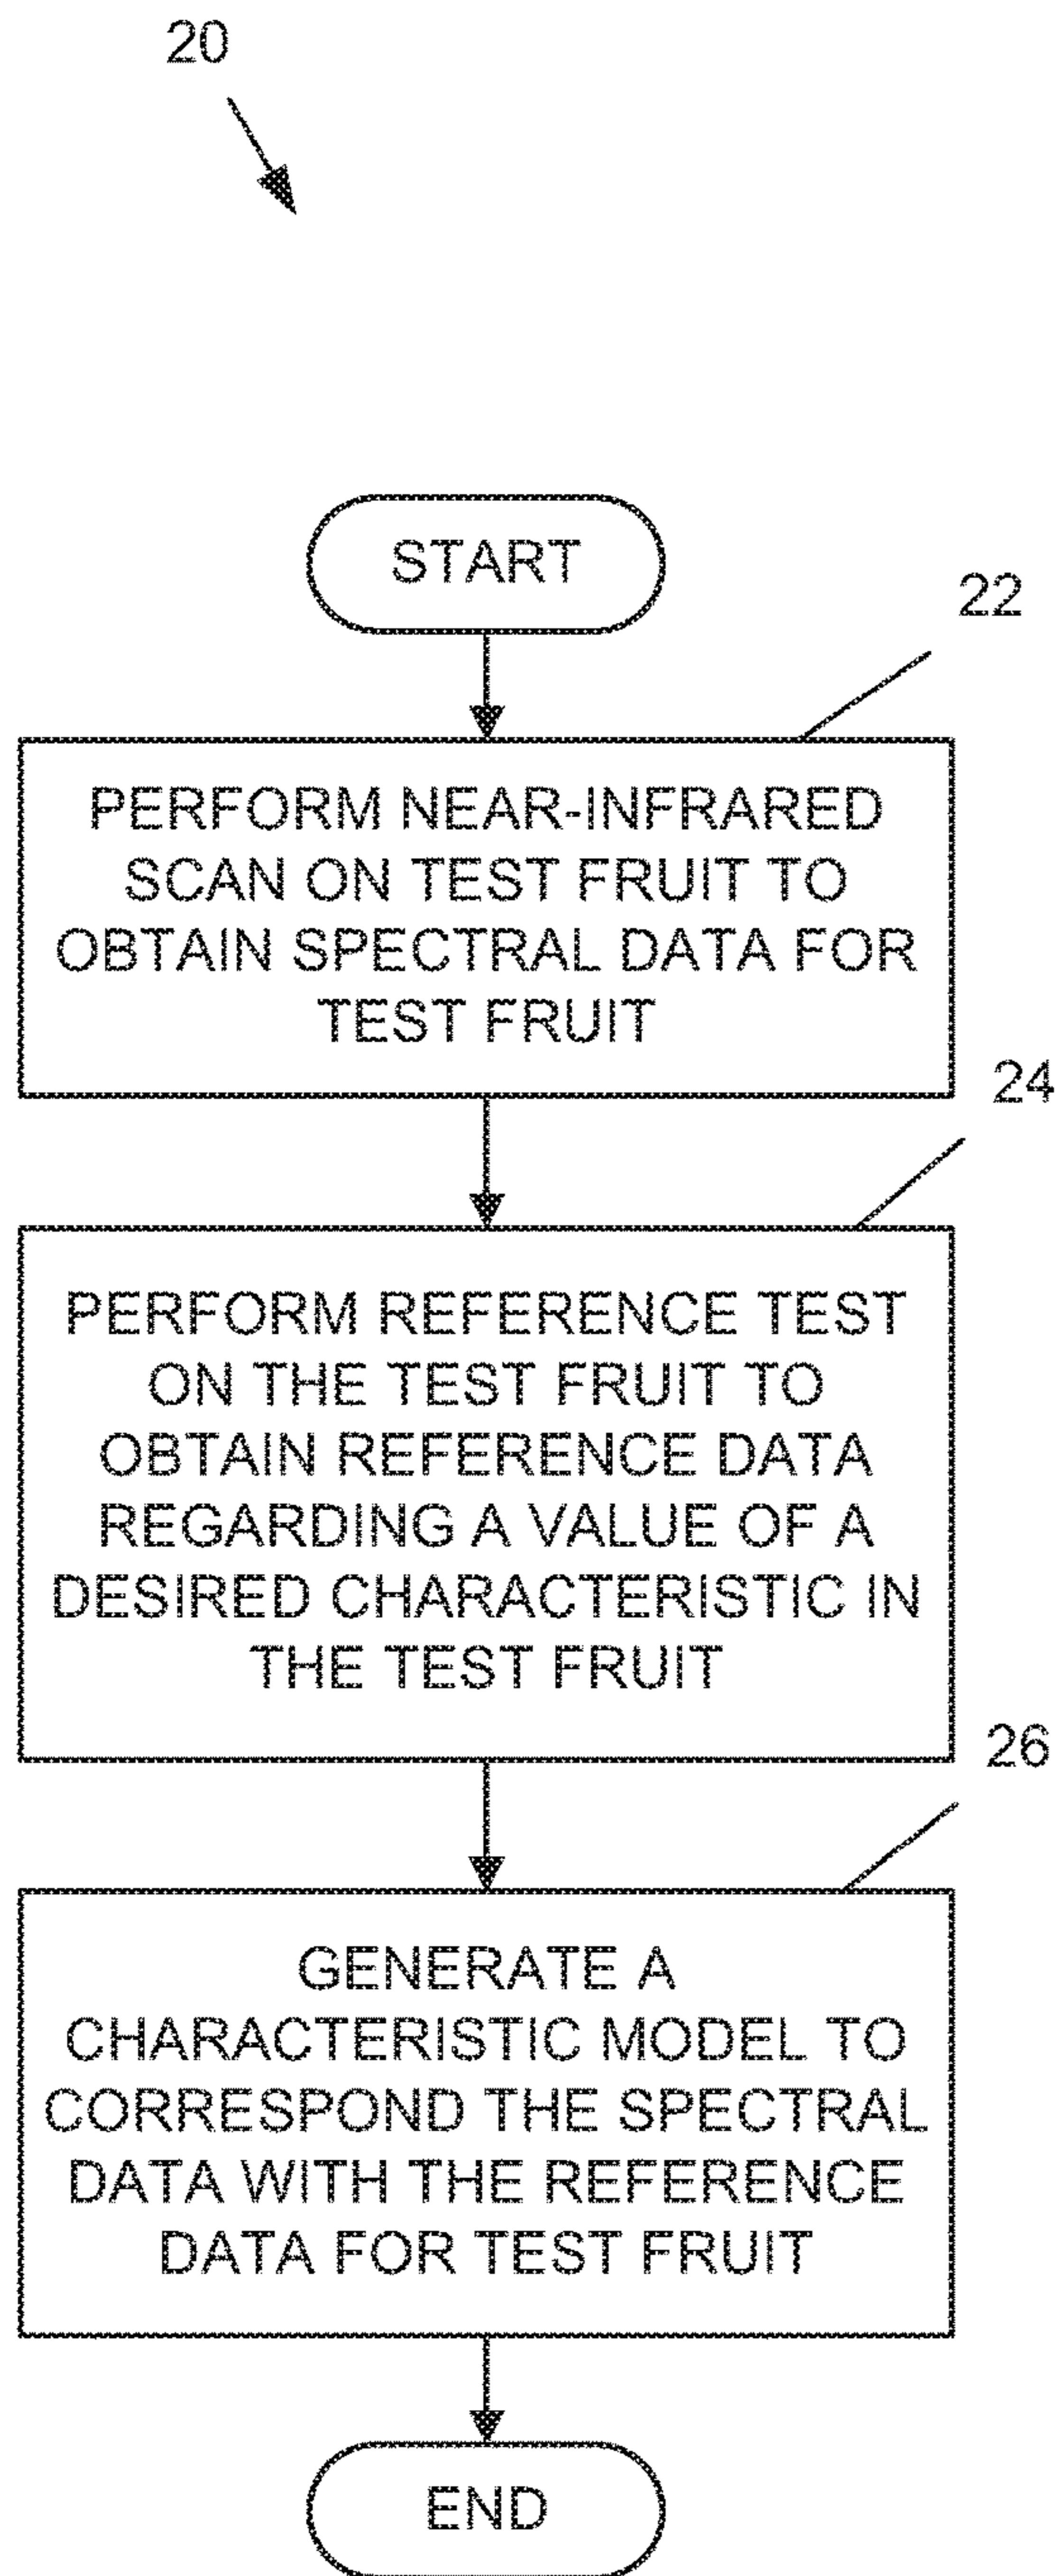 20
START
22
PERFORM NEAR-INFRARED
SCAN ON TEST FRUIT TO
OBTAIN SPECTRAL DATA FOR
TEST FRUIT
24
PERFORM REFERENCE TEST
ON THE TEST FRUIT TO
OBTAIN REFERENCE DATA
REGARDING A VALUE OF A
DESIRED CHARACTERISTIC IN
THE TEST FRUIT
26
GENERATE A
CHARACTERISTIC MODEL TO
CORRESPOND THE SPECTRAL
DATA WITH THE REFERENCE
DATA FOR TEST FRUIT
END